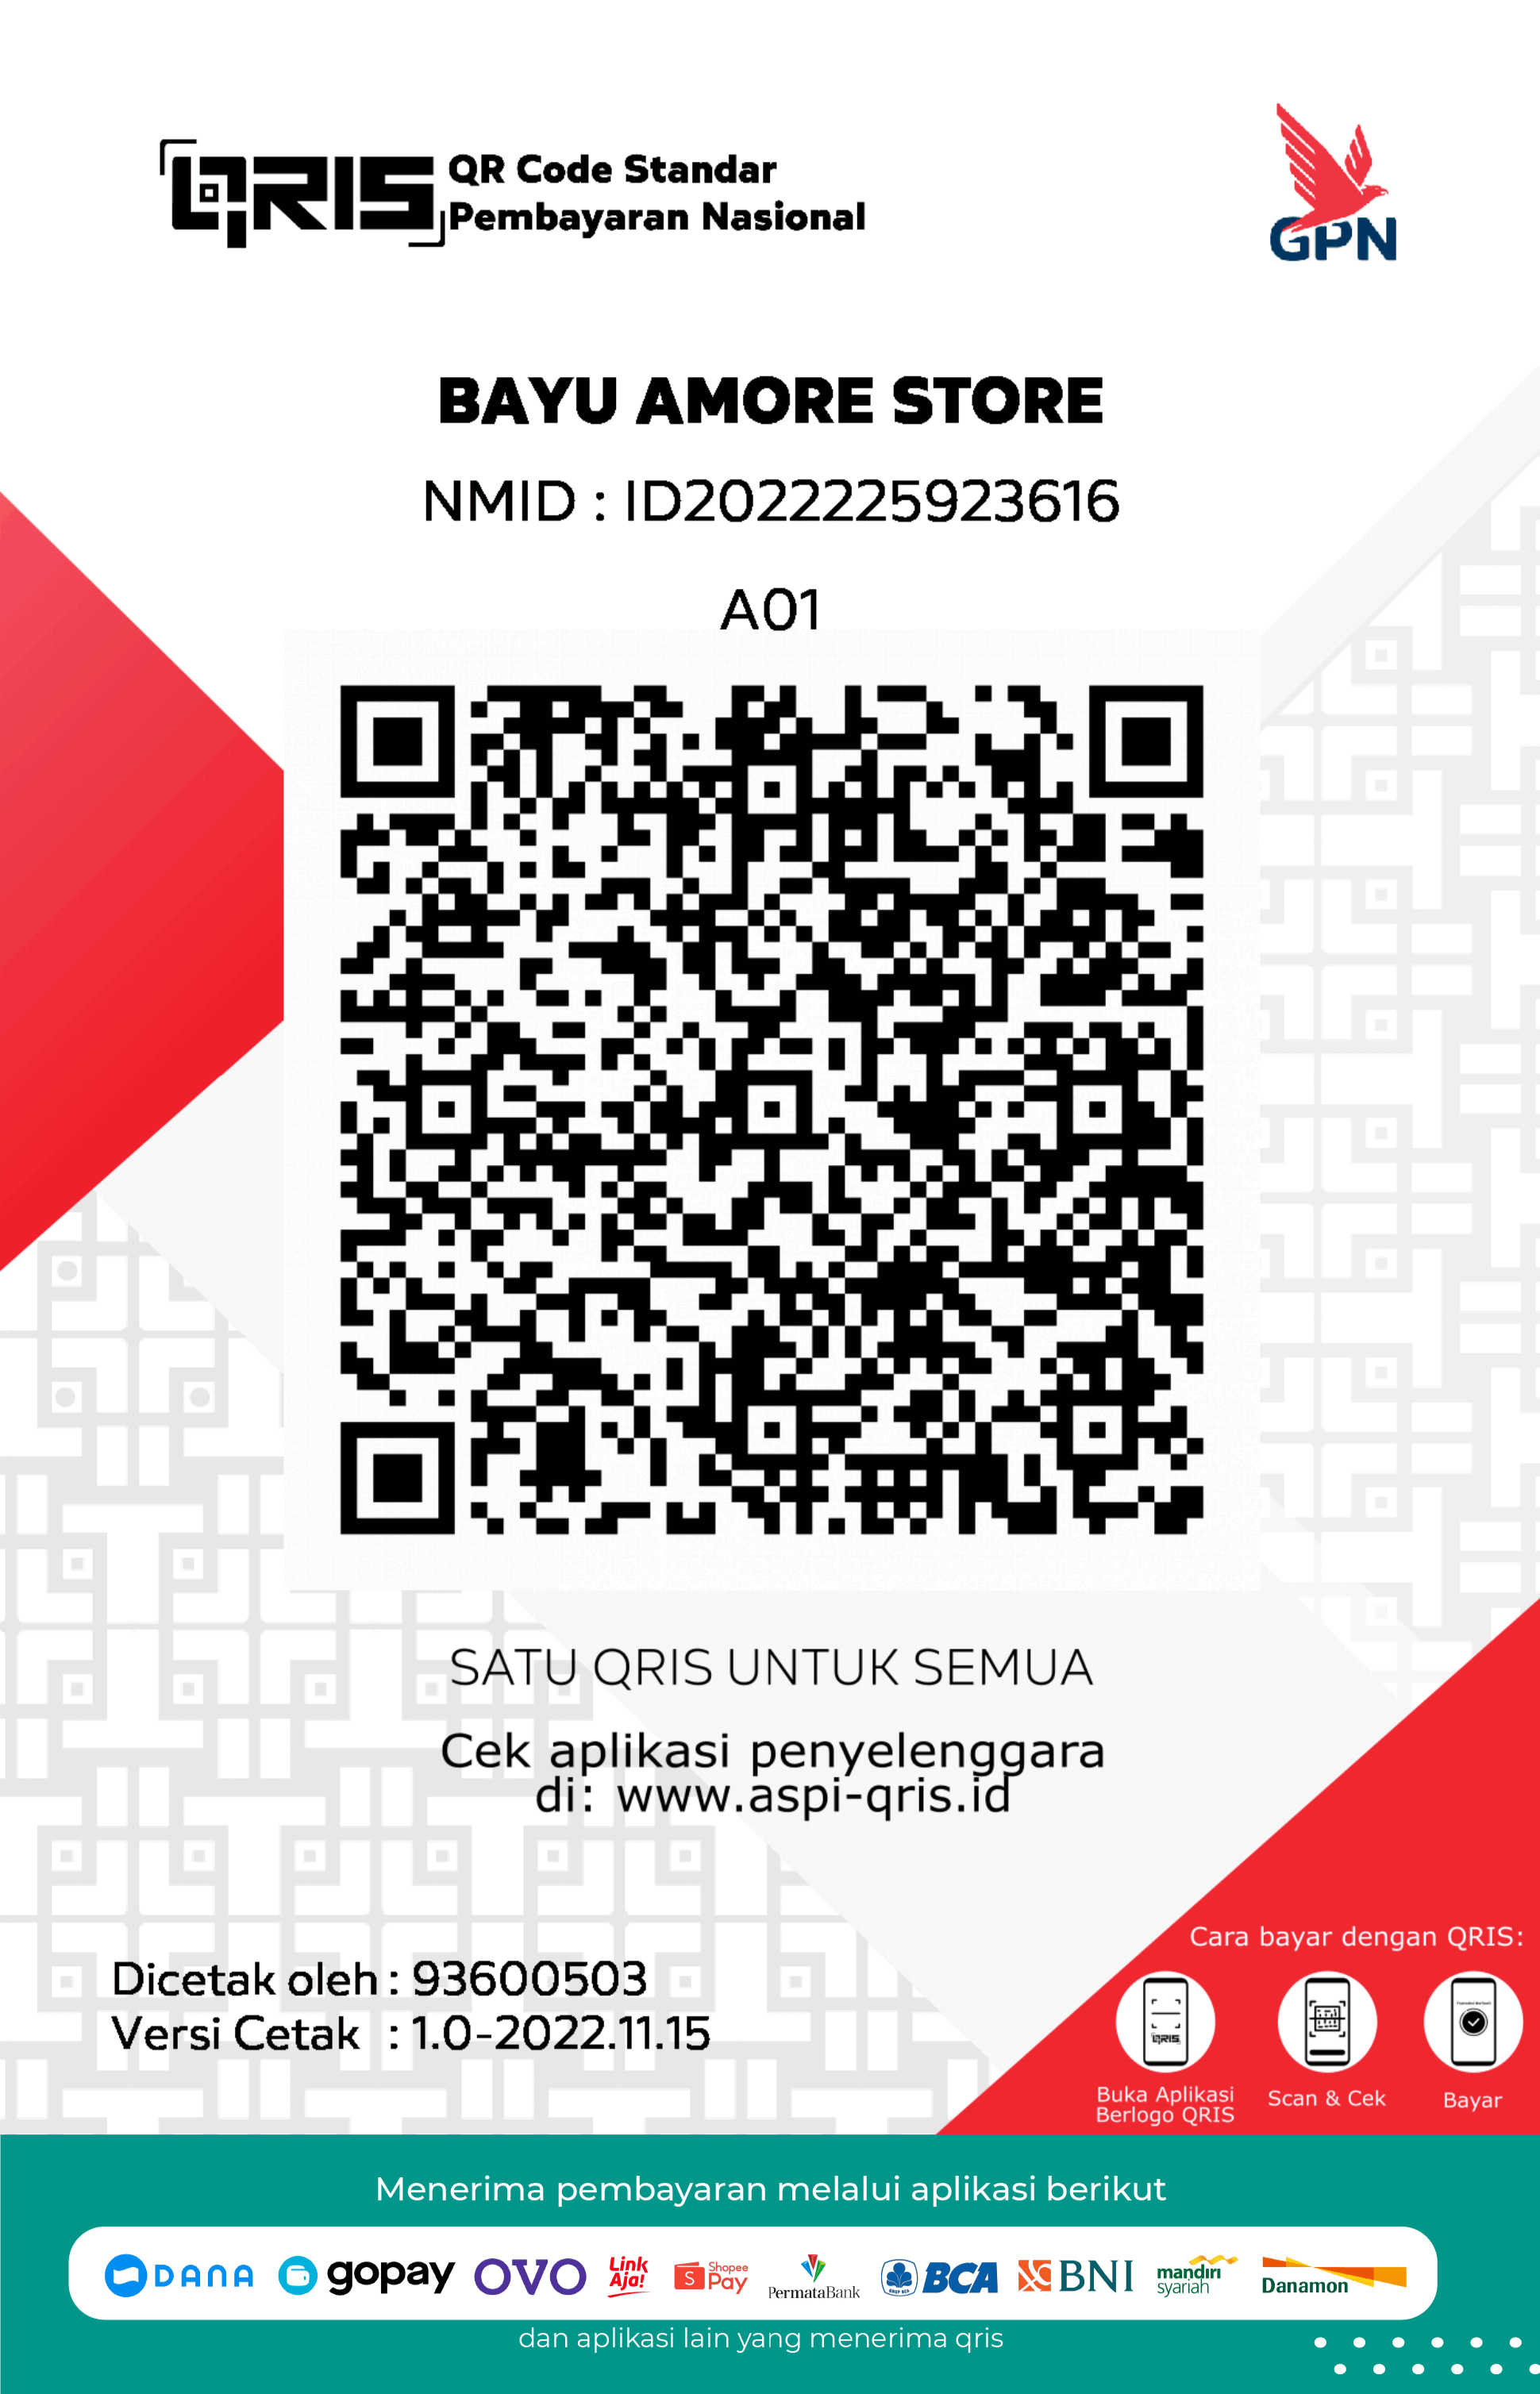 QRIS QR Code Standar
Pembayaran Nasional
GPN
BAYU AMORE STORE
NMID : ID2022225923616
A01
SATU QRIS UNTUK SEMUA
Cek aplikasi penyelenggara
di: www.aspi-qris.id
Dicetak oleh : 93600503
Versi Cetak : 1.0-2022.11.15
Cara bayar dengan QRIS:
QRIS
Buka Aplikasi
Berlogo QRIS
Scan & Cek
Bayar
Menerima pembayaran melalui aplikasi berikut
DANA gopay OVO Link Aja! S Shopee Pay PermataBank BCA BNI mandiri syariah Danamon
dan aplikasi lain yang menerima qris